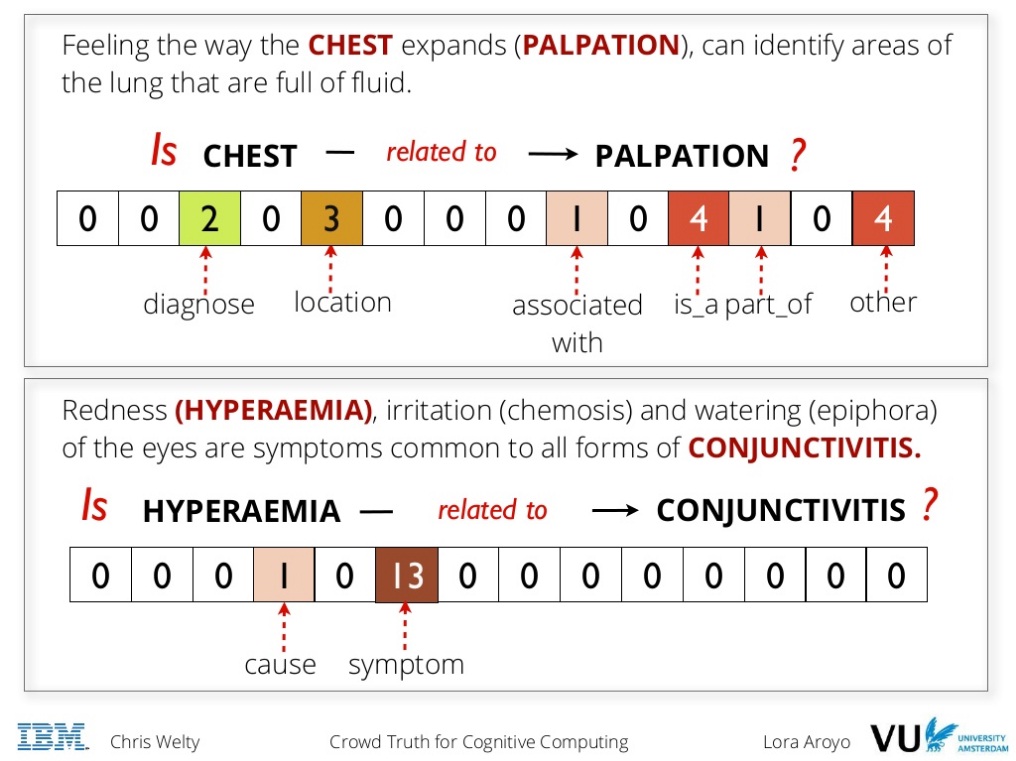 Feeling the way the CHEST expands (PALPATION), can identify areas of
the lung that are full of fluid.
Is CHEST — related to → PALPATION ?
0 0 2 0 3 0 0 0 1 0 4 1 0 4
diagnose location associated with is_a part_of other
Redness (HYPERAEMIA), irritation (chemosis) and watering (epiphora)
of the eyes are symptoms common to all forms of CONJUNCTIVITIS.
Is HYPERAEMIA — related to → CONJUNCTIVITIS ?
0 0 0 1 0 13 0 0 0 0 0 0 0 0
cause symptom
IBM Chris Welty Crowd Truth for Cognitive Computing Lora Aroyo VU UNIVERSITY AMSTERDAM